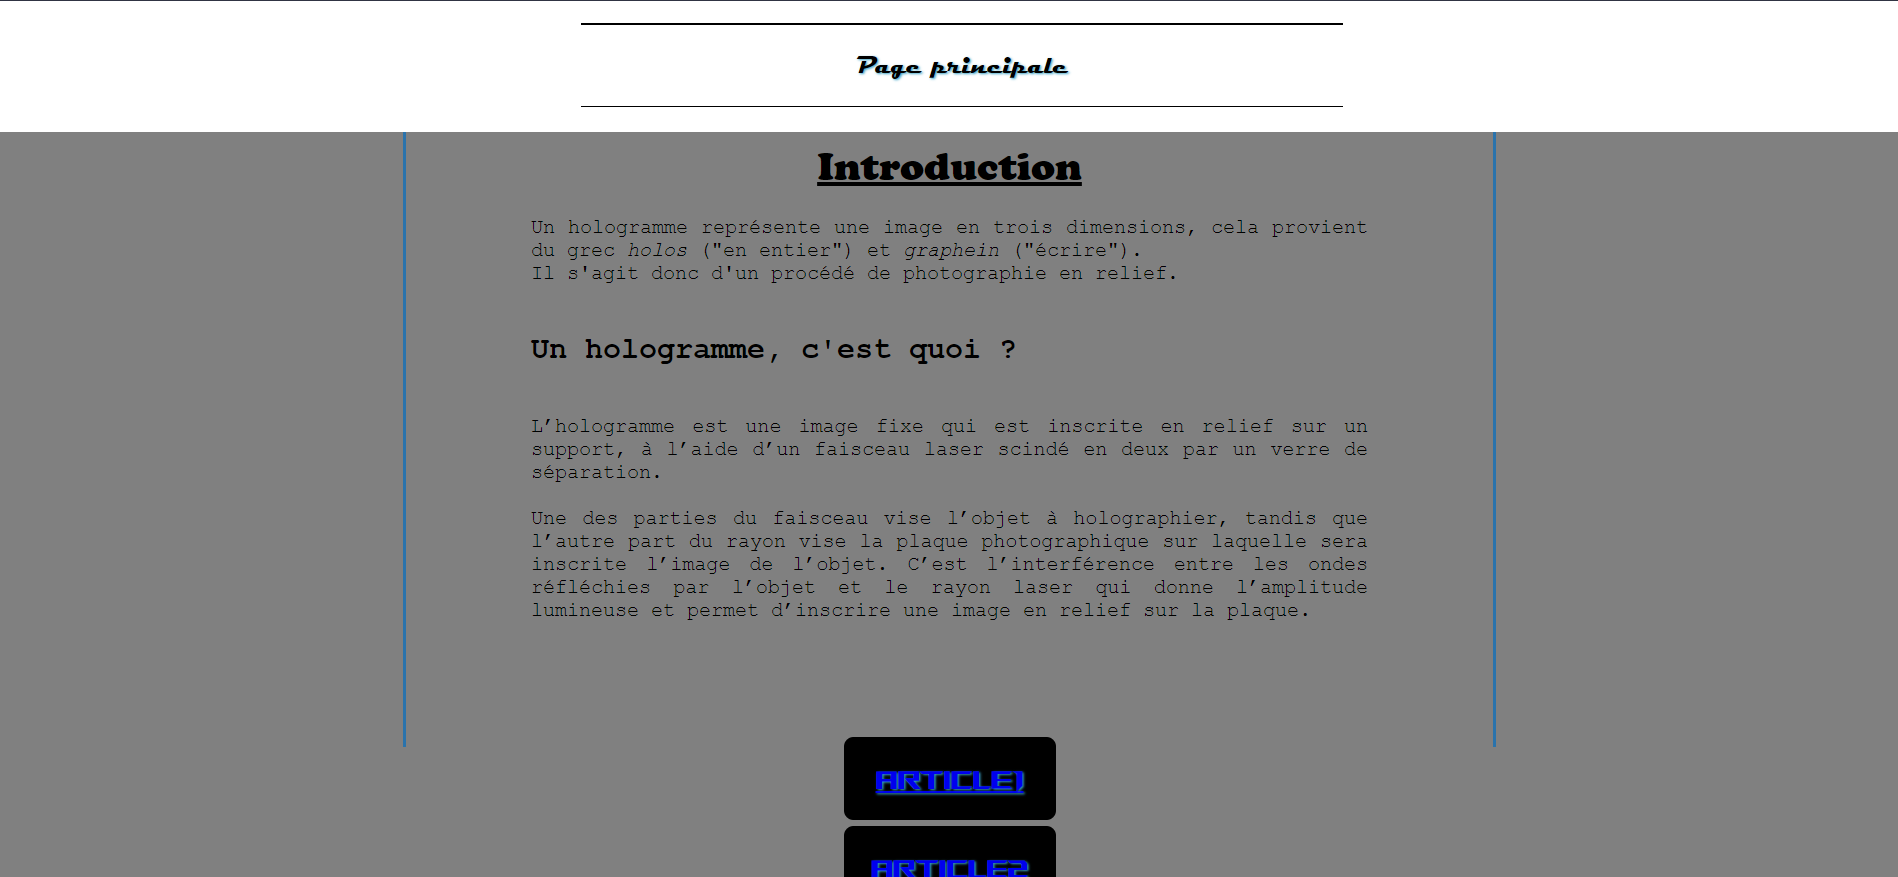 Page principale
Introduction
Un hologramme représente une image en trois dimensions, cela provient
du grec holos ("en entier") et graphein ("écrire").
Il s'agit donc d'un procédé de photographie en relief.
Un hologramme, c'est quoi ?
L’hologramme est une image fixe qui est inscrite en relief sur un
support, à l’aide d’un faisceau laser scindé en deux par un verre de
séparation.
Une des parties du faisceau vise l’objet à holographier, tandis que
l’autre part du rayon vise la plaque photographique sur laquelle sera
inscrite l’image de l’objet. C’est l’interférence entre les ondes
réfléchies par l’objet et le rayon laser qui donne l’amplitude
lumineuse et permet d’inscrire une image en relief sur la plaque.
ARTICLE1
ARTICLE2